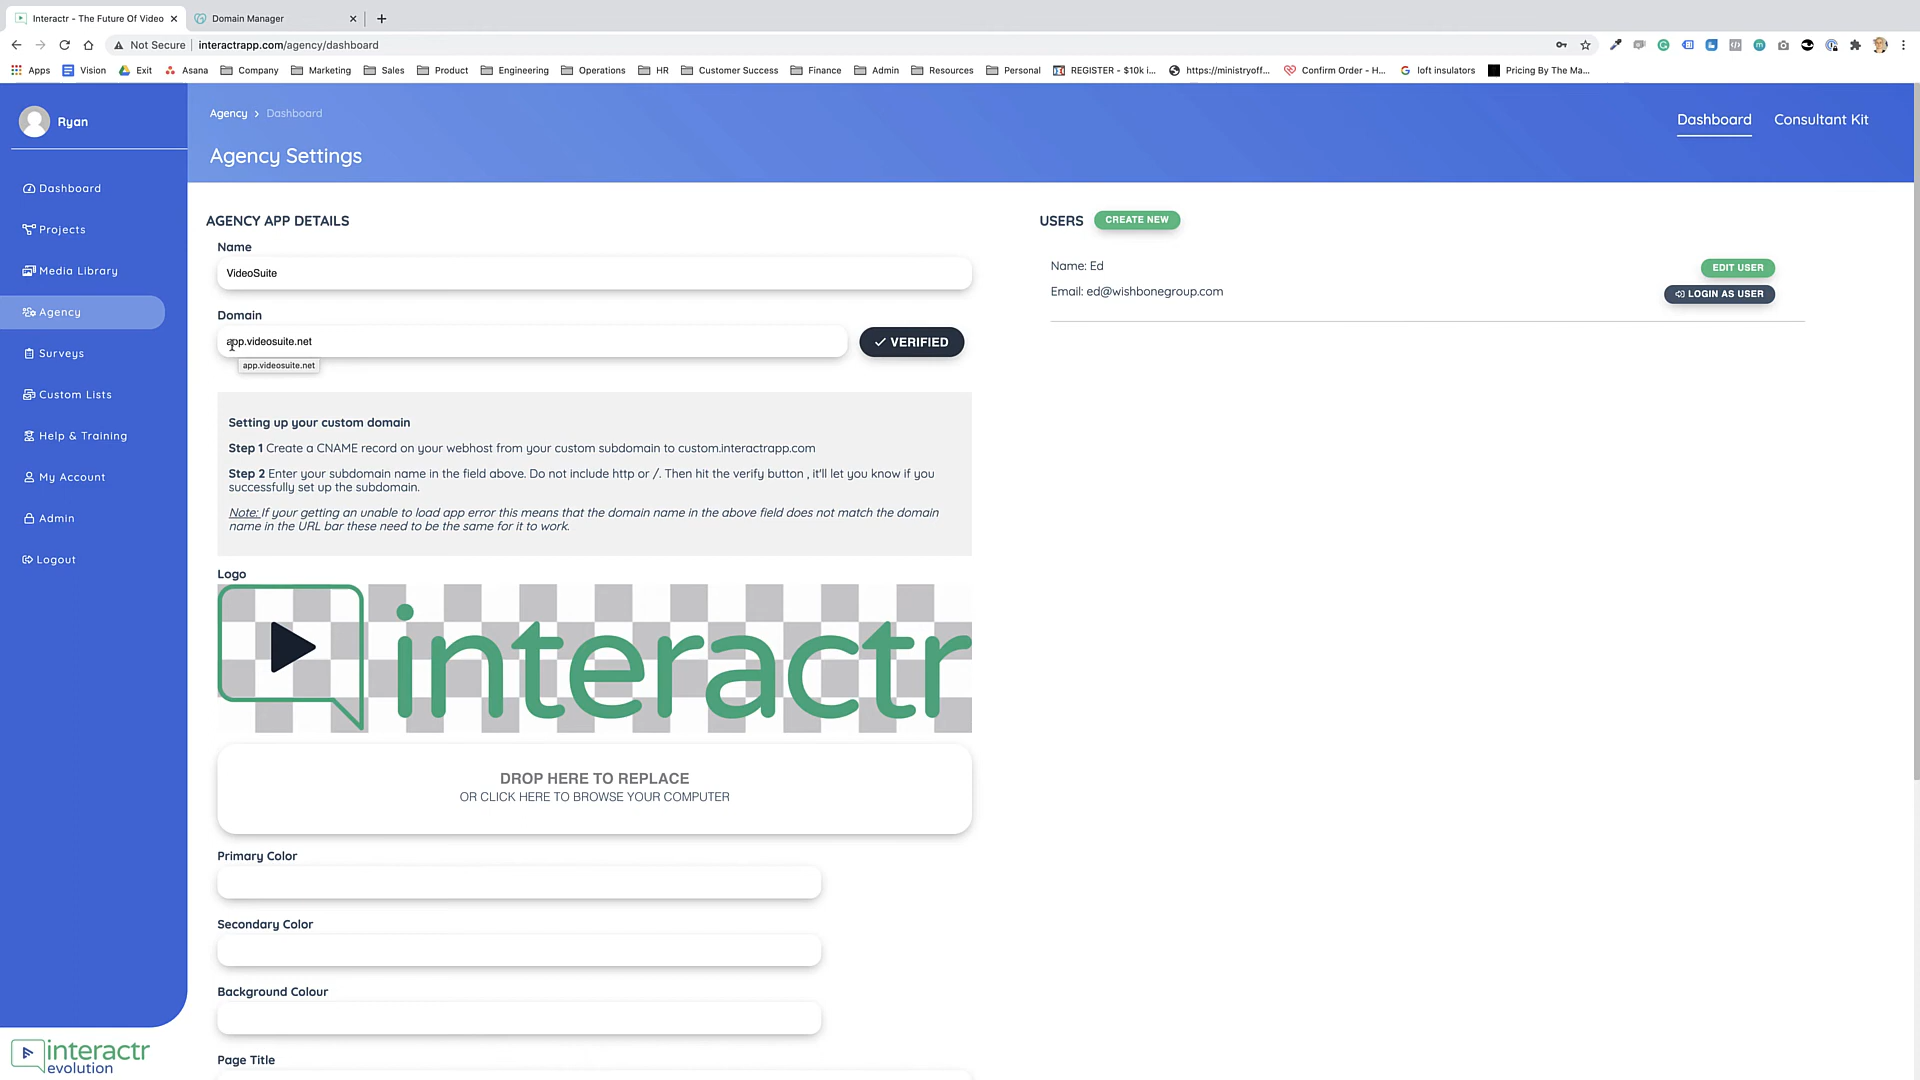 Interactr - The Future Of Video
Domain Manager
Not Secure interactrapp.com/agency/dashboard
Apps Vision Exit Asana Company Marketing Sales Product Engineering Operations HR Customer Success Finance Admin Resources Personal REGISTER - $10k i... https://ministryoff... Confirm Order - H... loft insulators Pricing By The Ma...
Ryan
Agency > Dashboard
Dashboard Consultant Kit
Agency Settings
Dashboard
Projects
Media Library
Agency
Surveys
Custom Lists
Help & Training
My Account
Admin
Logout
interactr
evolution
AGENCY APP DETAILS
Name
VideoSuite
Domain
app.videosuite.net
VERIFIED
app.videosuite.net
Setting up your custom domain
Step 1 Create a CNAME record on your webhost from your custom subdomain to custom.interactrapp.com
Step 2 Enter your subdomain name in the field above. Do not include http or /. Then hit the verify button , it'll let you know if you
successfully set up the subdomain.
Note: If your getting an unable to load app error this means that the domain name in the above field does not match the domain
name in the URL bar these need to be the same for it to work.
Logo
interactr
DROP HERE TO REPLACE
OR CLICK HERE TO BROWSE YOUR COMPUTER
Primary Color
Secondary Color
Background Colour
Page Title
USERS CREATE NEW
Name: Ed
EDIT USER
Email: ed@wishbonegroup.com
LOGIN AS USER